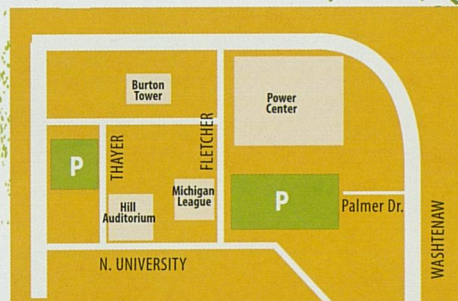 Burton
Tower
Power
Center
THAYER
FLETCHER
P
Hill
Auditorium
Michigan
League
P
Palmer Dr.
WASHTENAW
N. UNIVERSITY